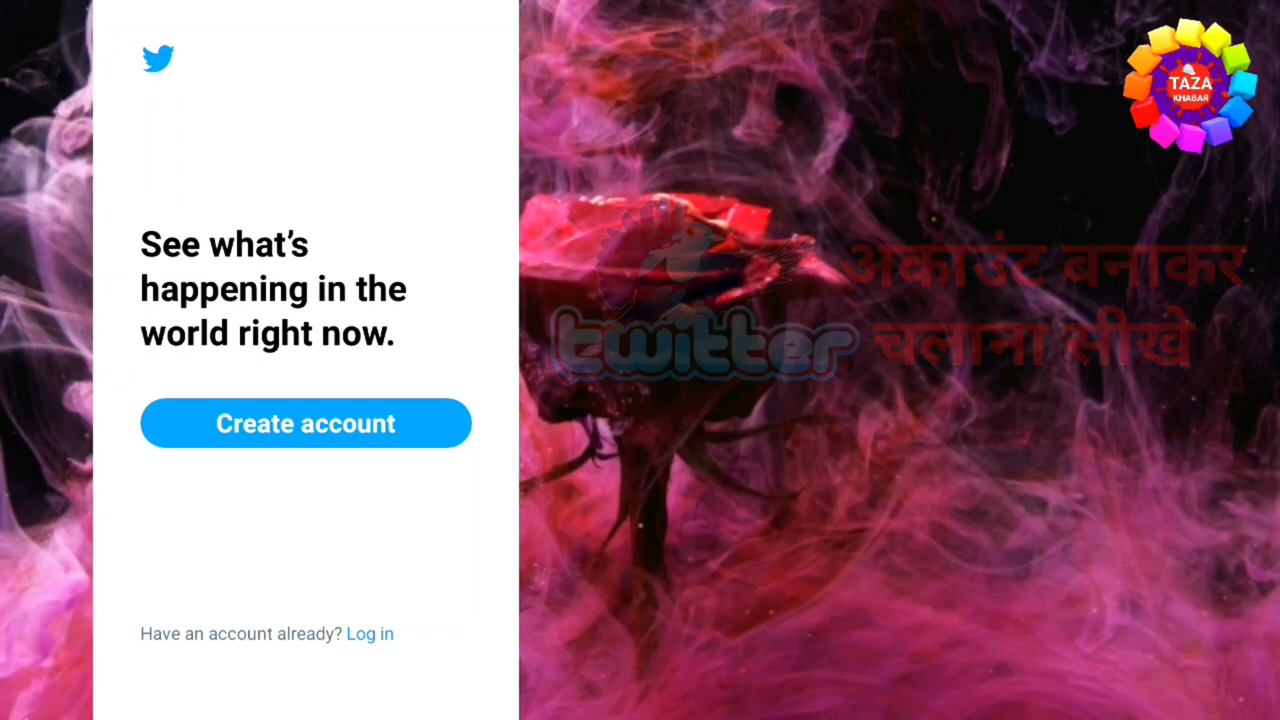 See what’s
happening in the
world right now.
Create account
Have an account already? Log in
TAZA
KHABAR
twitter
अकाउंट बनाकर
चलाना सीखे